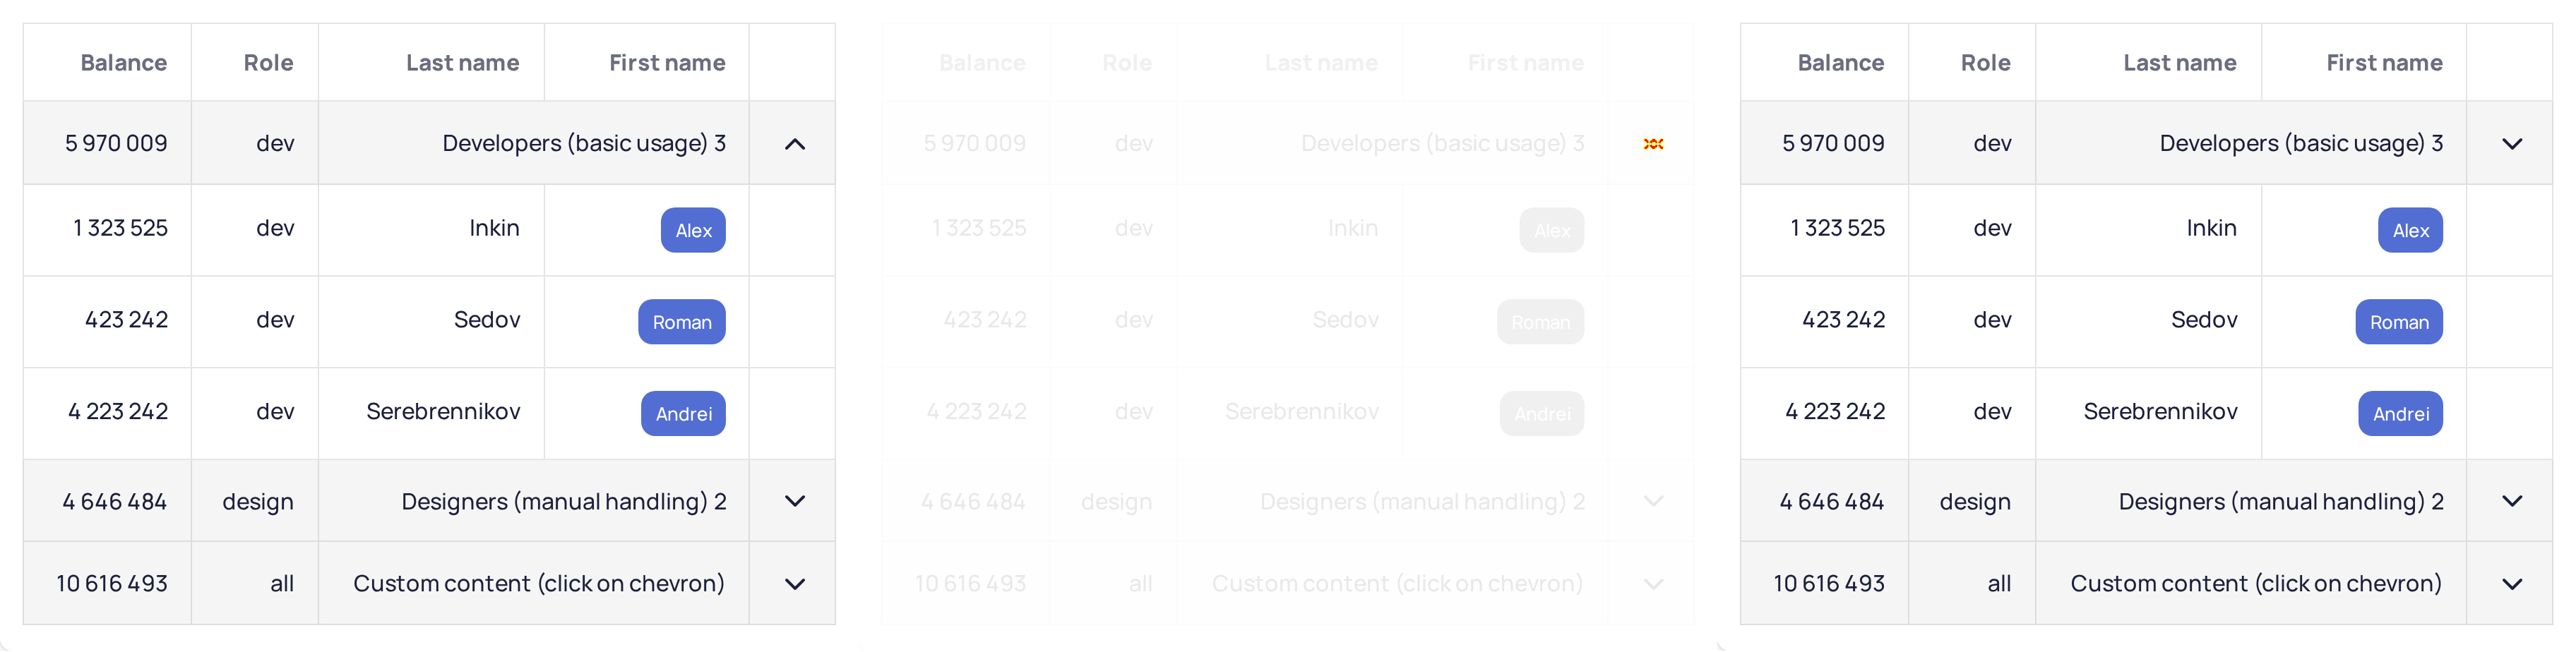 Balance Role Last name First name
5 970 009 dev Developers (basic usage) 3
1 323 525 dev Inkin Alex
423 242 dev Sedov Roman
4 223 242 dev Serebrennikov Andrei
4 646 484 design Designers (manual handling) 2
10 616 493 all Custom content (click on chevron)
Balance Role Last name First name
5 970 009 dev Developers (basic usage) 3
1 323 525 dev Inkin Alex
423 242 dev Sedov Roman
4 223 242 dev Serebrennikov Andrei
4 646 484 design Designers (manual handling) 2
10 616 493 all Custom content (click on chevron)
Balance Role Last name First name
5 970 009 dev Developers (basic usage) 3
1 323 525 dev Inkin Alex
423 242 dev Sedov Roman
4 223 242 dev Serebrennikov Andrei
4 646 484 design Designers (manual handling) 2
10 616 493 all Custom content (click on chevron)